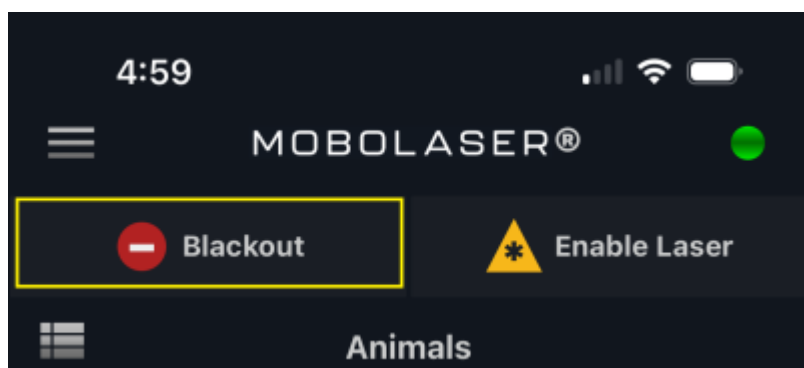 4:59
MOBOLASER®
Blackout
Enable Laser
Animals